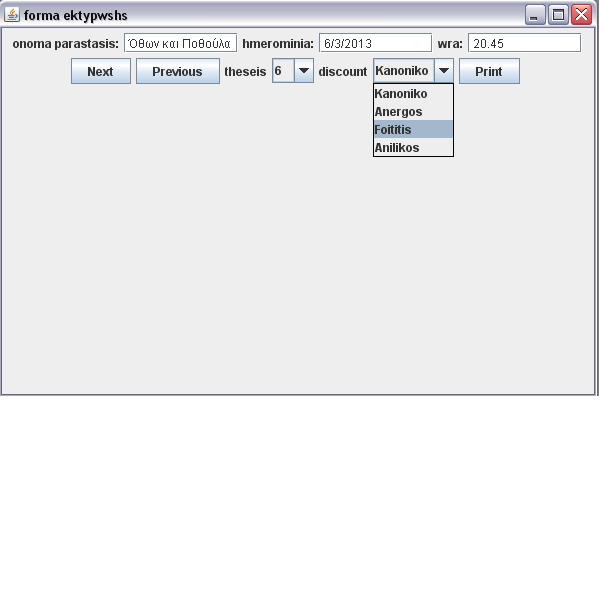 forma ektypwshs
onoma parastasis: Όθων και Ποθούλα hmerominia: 6/3/2013 wra: 20.45
Next Previous theseis 6 discount Kanoniko Print
Kanoniko
Anergos
Foititis
Anilikos